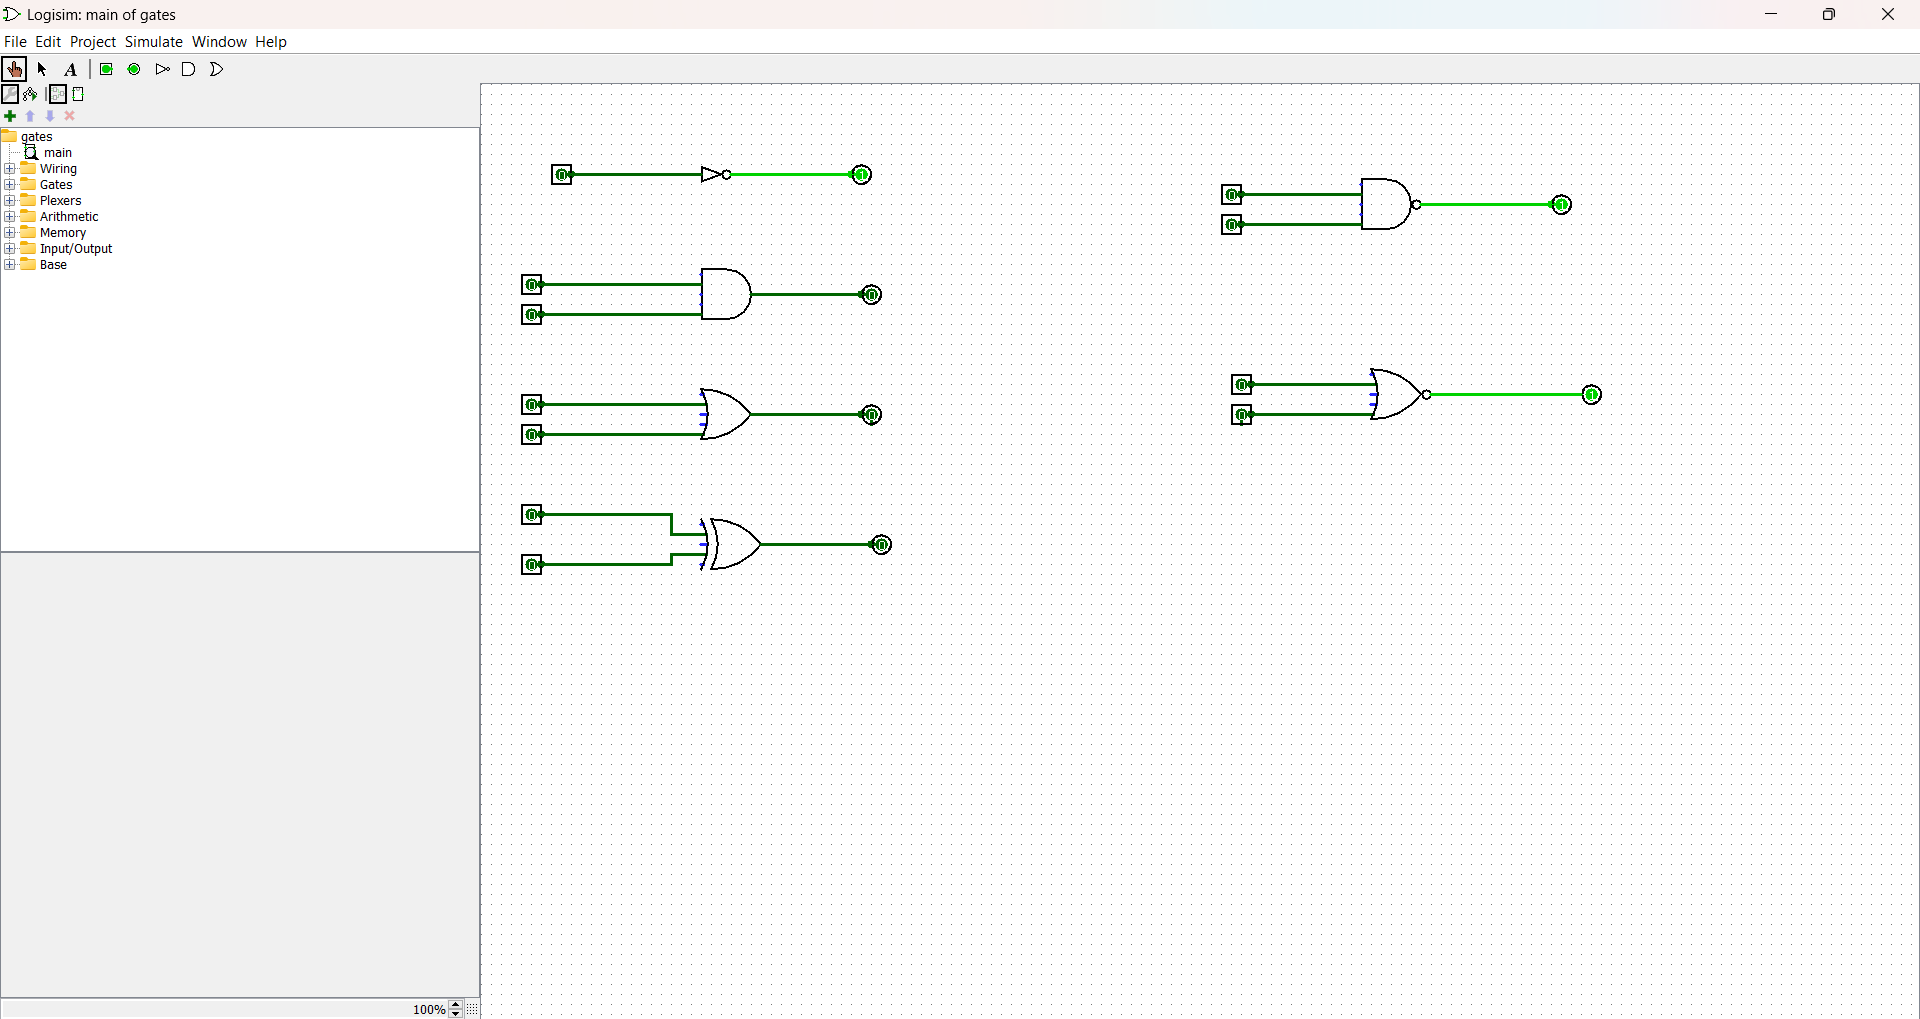 Logisim: main of gates
File Edit Project Simulate Window Help
A
gates
main
Wiring
Gates
Plexers
Arithmetic
Memory
Input/Output
Base
0 1
0 0 1
0
0 0
0
0 0 1
0
0 0
0
0 0
0
100%